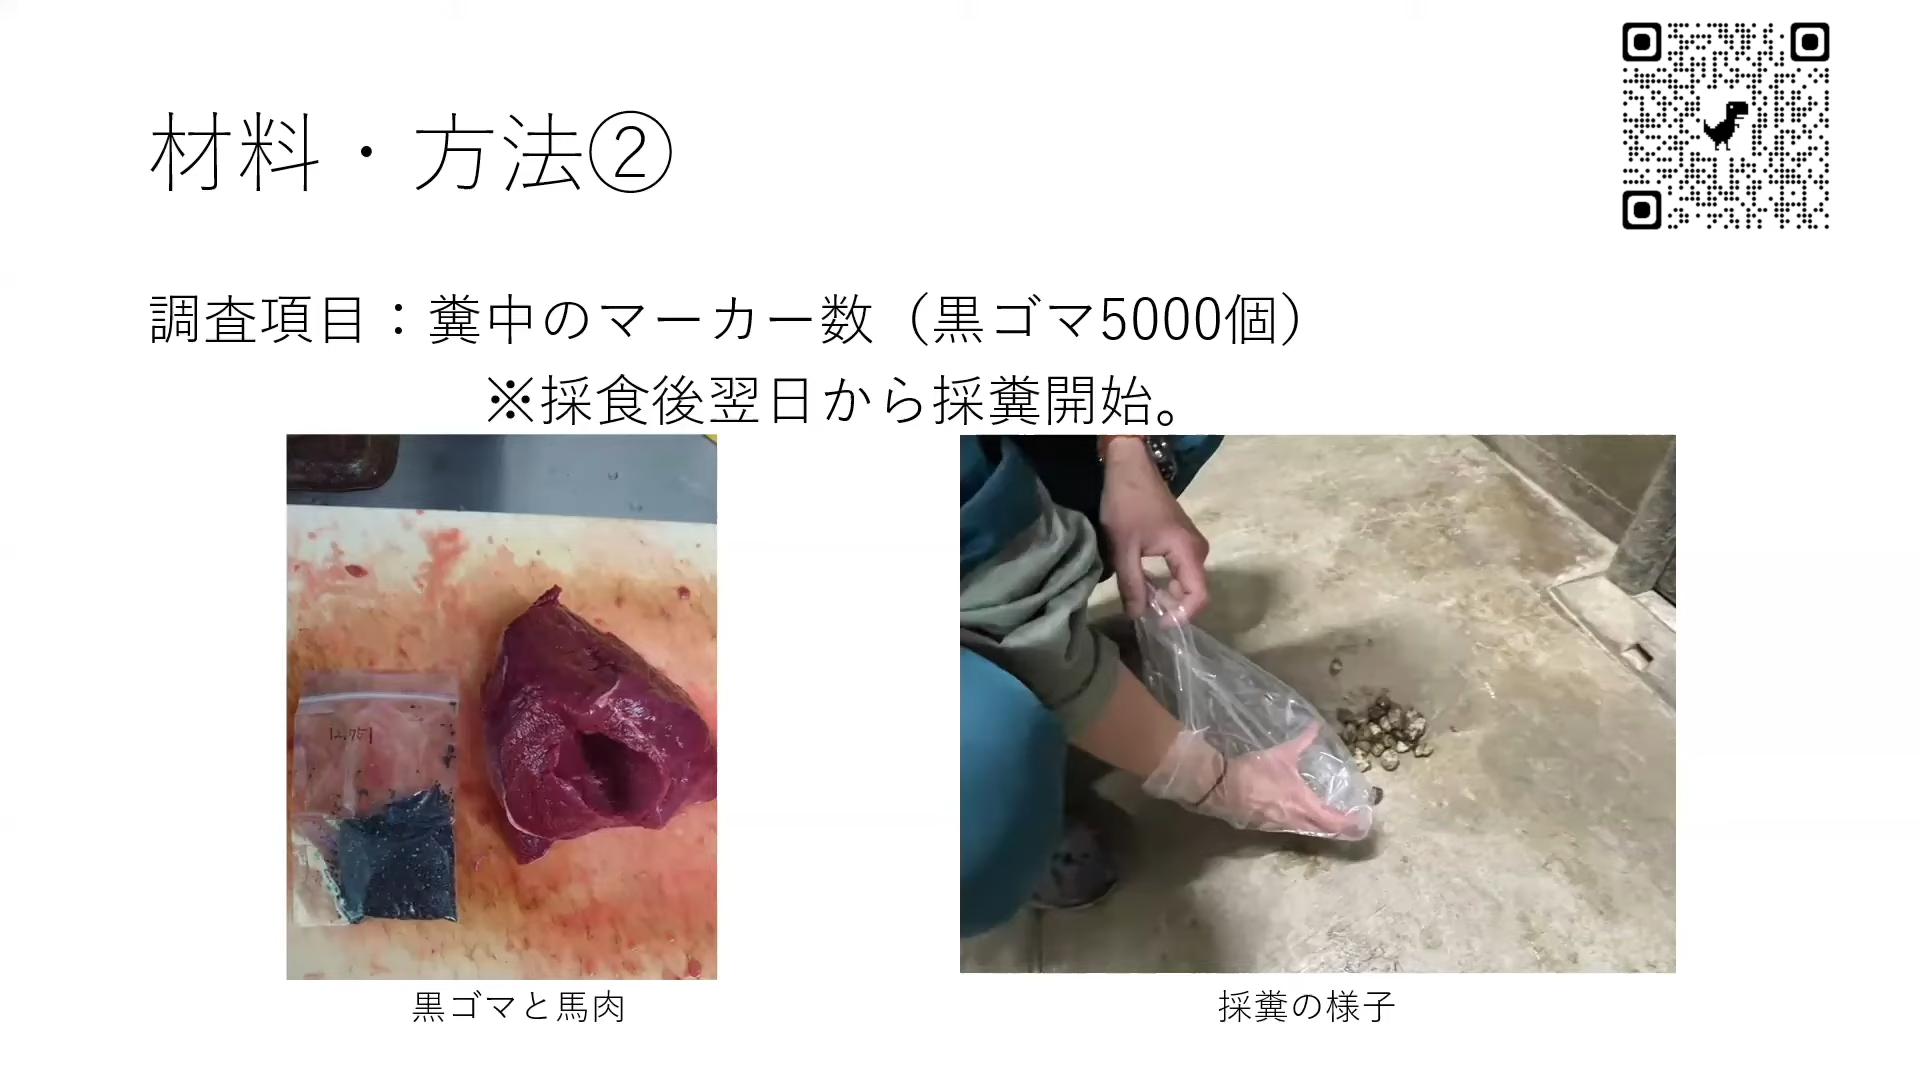 材料・方法②
調査項目：糞中のマーカー数（黒ゴマ5000個）
※採食後翌日から採糞開始。
黒ゴマと馬肉
採糞の様子